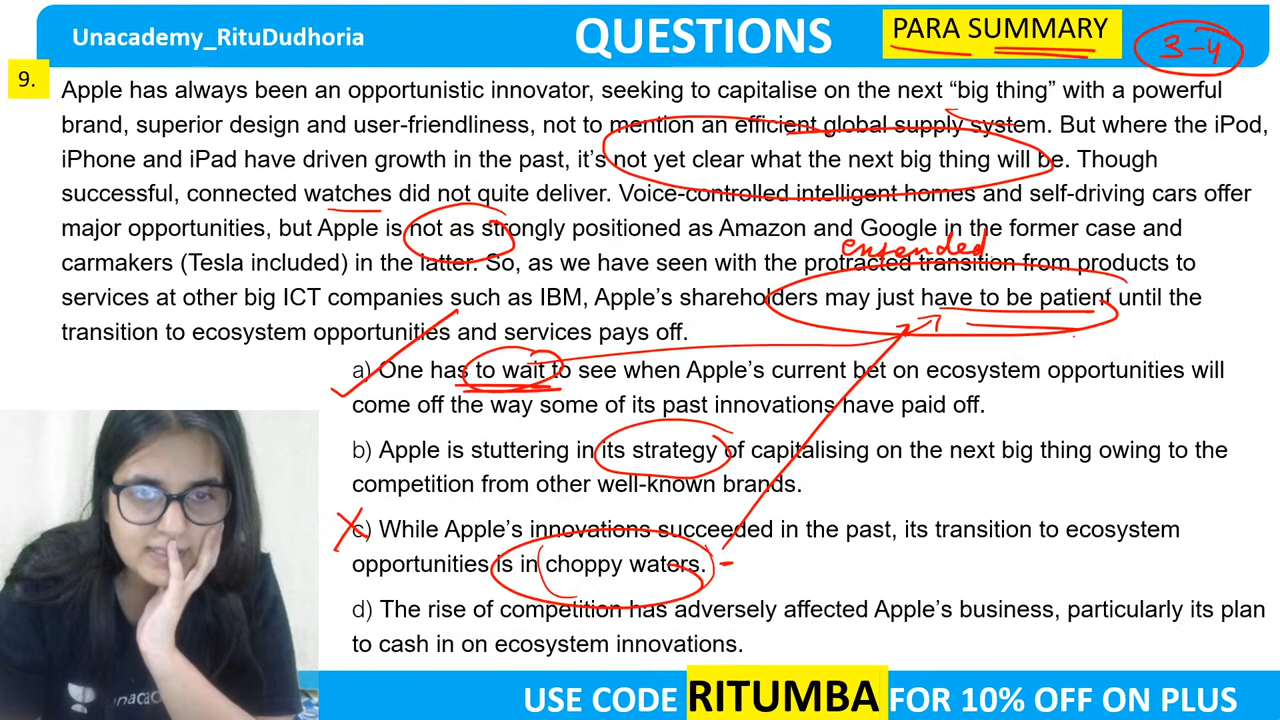 Unacademy_RituDudhoria
QUESTIONS
PARA SUMMARY
3-4
9.
Apple has always been an opportunistic innovator, seeking to capitalise on the next “big thing” with a powerful
brand, superior design and user-friendliness, not to mention an efficient global supply system. But where the iPod,
iPhone and iPad have driven growth in the past, it’s not yet clear what the next big thing will be. Though
successful, connected watches did not quite deliver. Voice-controlled intelligent homes and self-driving cars offer
major opportunities, but Apple is not as strongly positioned as Amazon and Google in the former case and
extended
carmakers (Tesla included) in the latter. So, as we have seen with the protracted transition from products to
services at other big ICT companies such as IBM, Apple’s shareholders may just have to be patient until the
transition to ecosystem opportunities and services pays off.
a) One has to wait to see when Apple’s current bet on ecosystem opportunities will
come off the way some of its past innovations have paid off.
b) Apple is stuttering in its strategy of capitalising on the next big thing owing to the
competition from other well-known brands.
c) While Apple’s innovations succeeded in the past, its transition to ecosystem
opportunities is in choppy waters.
d) The rise of competition has adversely affected Apple’s business, particularly its plan
to cash in on ecosystem innovations.
USE CODE RITUMBA FOR 10% OFF ON PLUS